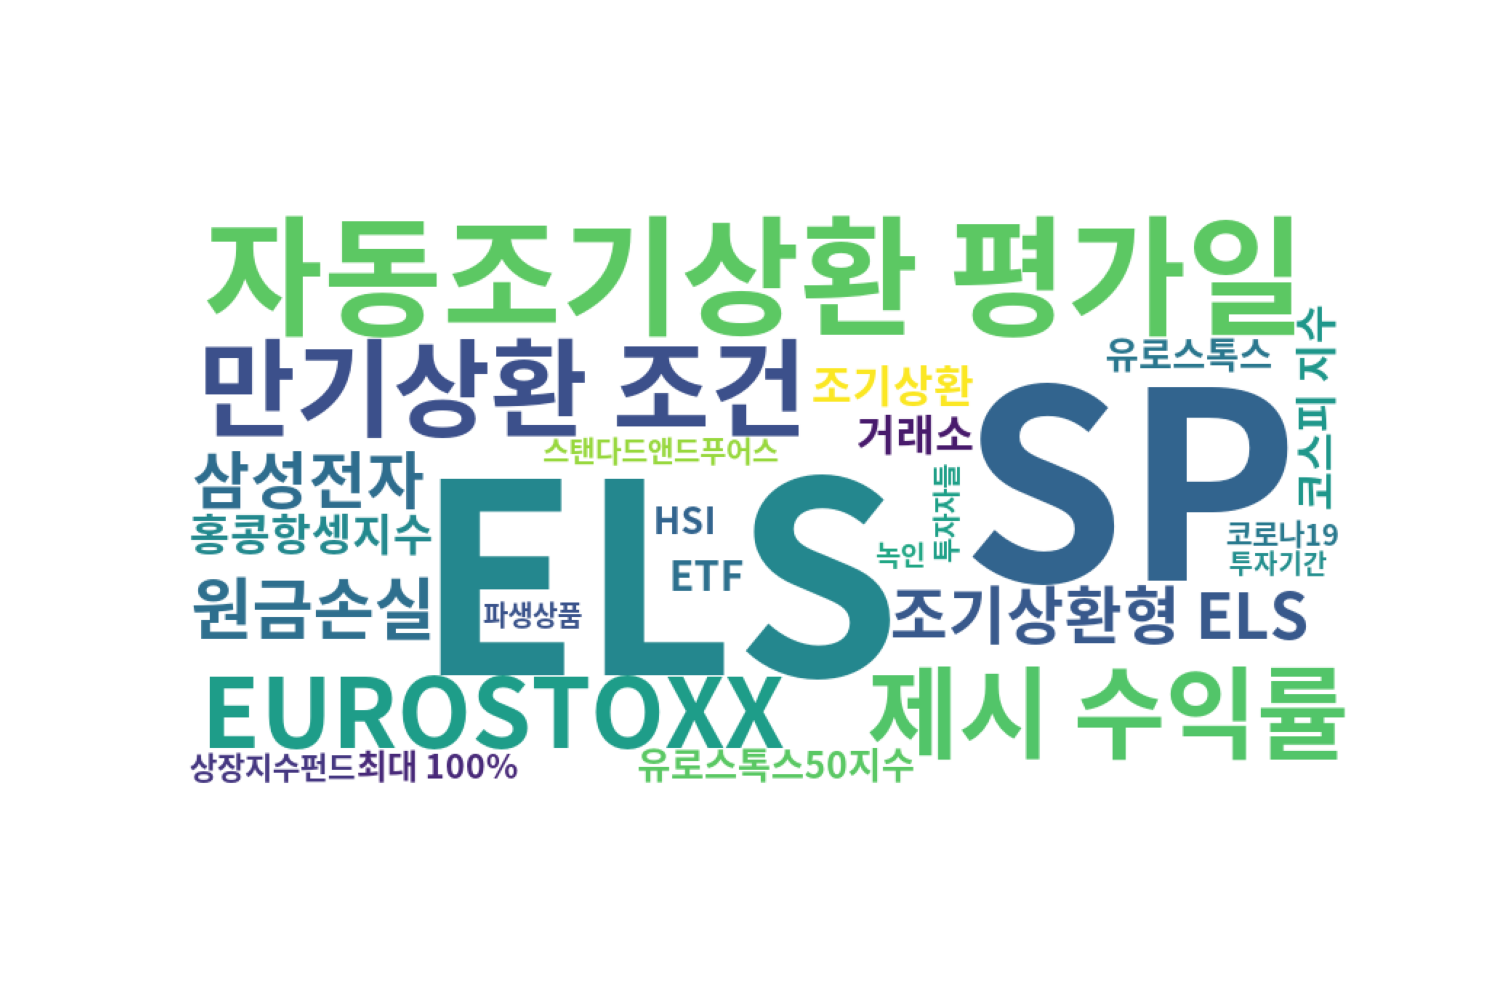 자동조기상환 평가일
만기상환 조건
조기상환
유로스톡스
코스피 지수
거래소
SP
스탠다드앤드푸어스
삼성전자
ELS
HSI
투자자들
홍콩항셍지수
녹인
코로나19
ETF
투자기간
원금손실
파생상품
조기상환형 ELS
EUROSTOXX
제시 수익률
상장지수펀드
최대 100%
유로스톡스50지수